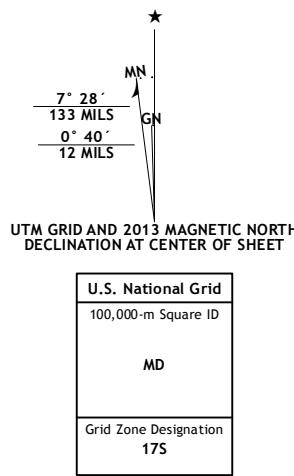 MN
7° 28´
133 MILS
GN
0° 40´
12 MILS
UTM GRID AND 2013 MAGNETIC NORTH
DECLINATION AT CENTER OF SHEET
U.S. National Grid
100,000-m Square ID
MD
Grid Zone Designation
17S